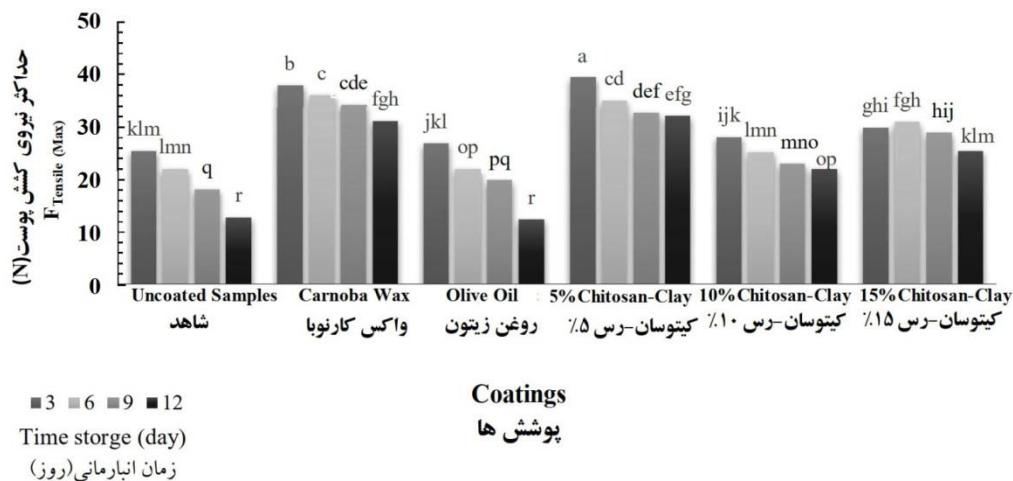 حداکثر نیروی کشش پوست(N)
F Tensile (Max)
50
40
30
20
10
0
klm
lmn
q
r
b
c
cde
fgh
jkl
op
pq
r
a
cd
def
efg
ijk
lmn
mno
op
ghi
fgh
hij
klm
Uncoated Samples
شاهد
Carnoba Wax
واکس کارنوبا
Olive Oil
روغن زیتون
5% Chitosan-Clay
کیتوسان-رس ۵٪
10% Chitosan-Clay
کیتوسان-رس ۱۰٪
15% Chitosan-Clay
کیتوسان-رس ۱۵٪
Coatings
پوشش ها
3 6 9 12
Time storge (day)
زمان انبارمانی(روز)